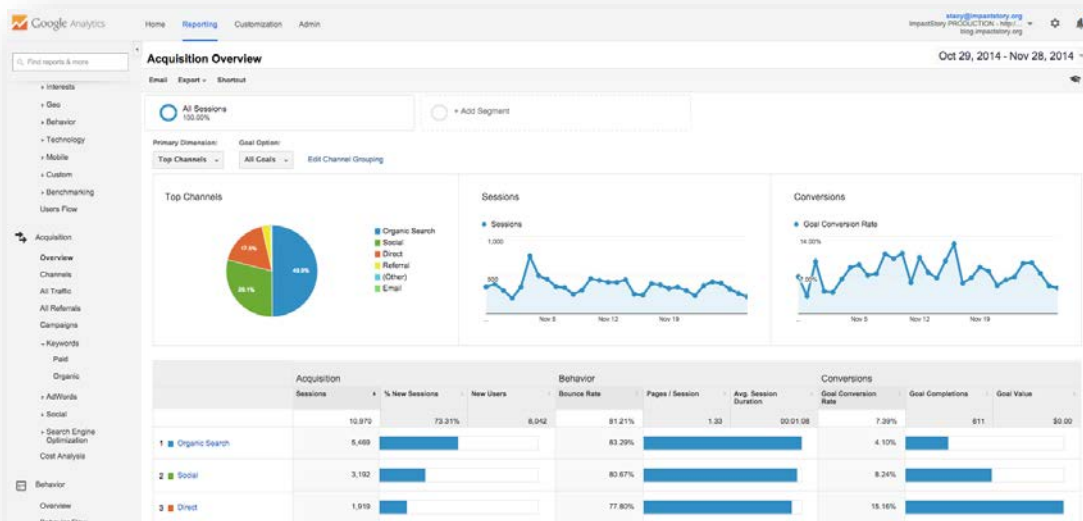 Google Analytics
Home Reporting Customization Admin
stacy@impactstory.org
ImpactStory PRODUCTION - http:/...
blog.impactstory.org
Find reports & more
Acquisition Overview
Oct 29, 2014 - Nov 28, 2014
Email Export Shortcut
Interests
Geo
Behavior
Technology
Mobile
Custom
Benchmarking
Users Flow
Acquisition
Overview
Channels
All Traffic
All Referrals
Campaigns
Keywords
Paid
Organic
AdWords
Social
Search Engine
Optimization
Cost Analysis
Behavior
Overview
All Sessions
100.00%
+ Add Segment
Primary Dimension: Goal Option:
Top Channels All Goals Edit Channel Grouping
Top Channels
Organic Search
Social
Direct
Referral
(Other)
Email
Sessions
Sessions
1,000
500
... Nov 5 Nov 12 Nov 19
Conversions
Goal Conversion Rate
14.00%
7.00%
... Nov 5 Nov 12 Nov 19
Acquisition Behavior Conversions
Sessions % New Sessions New Users Bounce Rate Pages / Session Avg. Session Duration Goal Conversion Rate Goal Completions Goal Value
10,970 73.31% 8,042 81.21% 1.33 00:01:08 7.39% 811 $0.00
1 Organic Search 5,469 83.29% 4.10%
2 Social 3,192 80.67% 8.24%
3 Direct 1,919 77.80% 15.16%